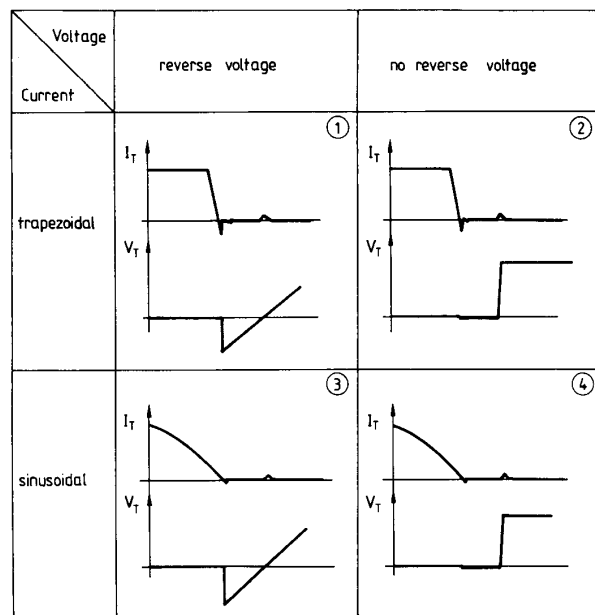 Voltage
Current
reverse voltage
no reverse voltage
trapezoidal
1
I_T
V_T
2
I_T
V_T
sinusoidal
3
I_T
V_T
4
I_T
V_T